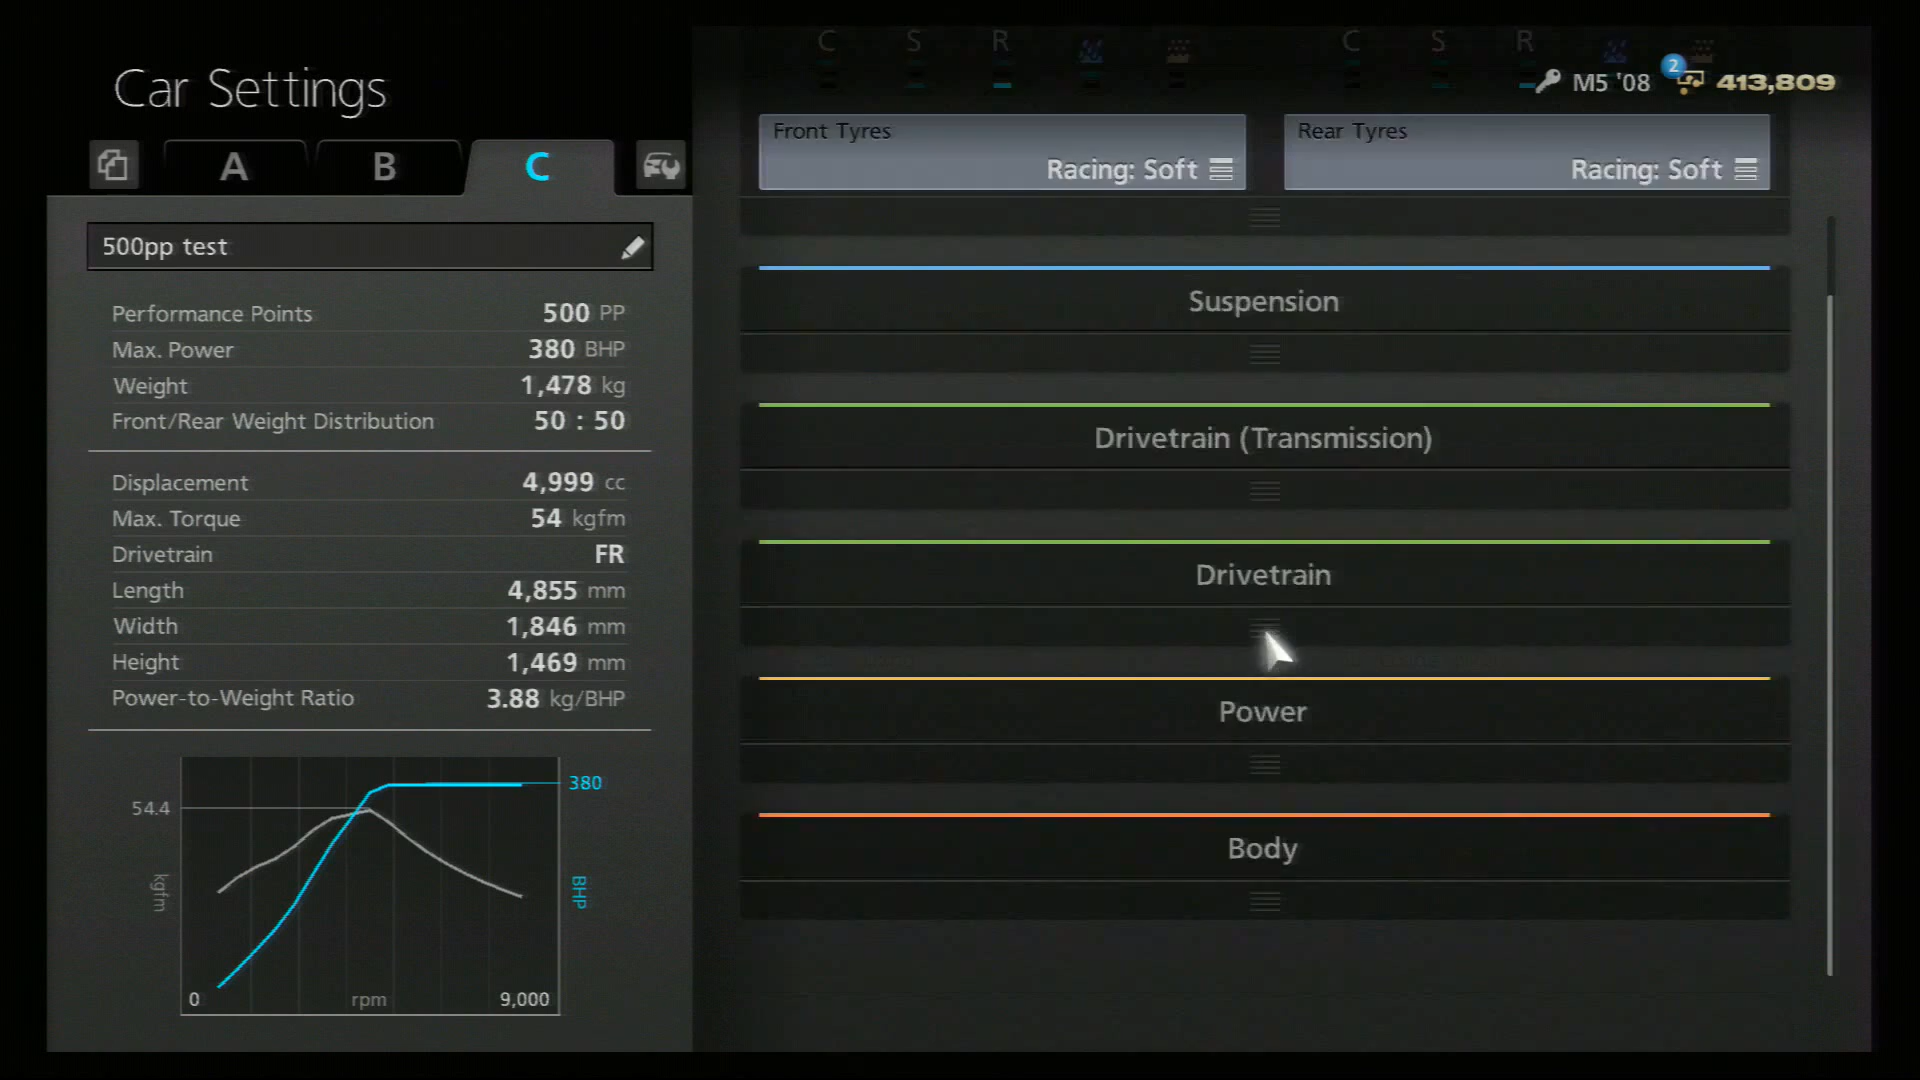 Car Settings
C S R
C S R
M5 '08
2
413,809
A
B
C
Front Tyres
Racing: Soft
Rear Tyres
Racing: Soft
500pp test
Performance Points 500 PP
Max. Power 380 BHP
Weight 1,478 kg
Front/Rear Weight Distribution 50 : 50
Displacement 4,999 cc
Max. Torque 54 kgfm
Drivetrain FR
Length 4,855 mm
Width 1,846 mm
Height 1,469 mm
Power-to-Weight Ratio 3.88 kg/BHP
380
54.4
kgfm
BHP
0 rpm 9,000
Suspension
Drivetrain (Transmission)
Drivetrain
Power
Body